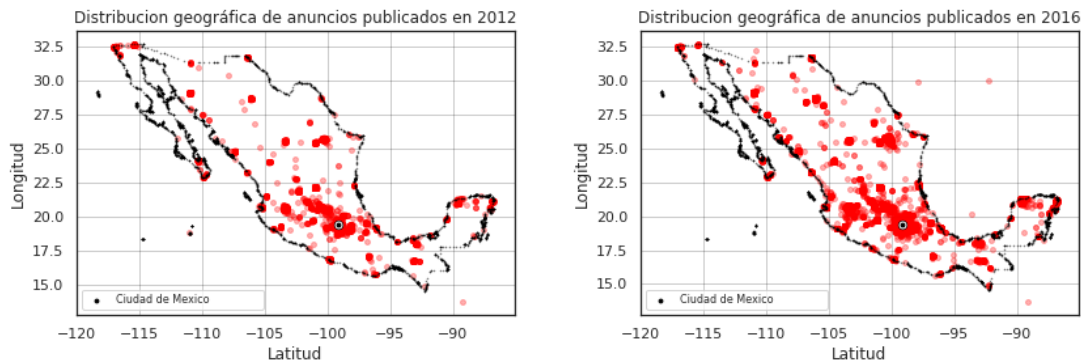 Distribucion geográfica de anuncios publicados en 2012
32.5
30.0
27.5
25.0
22.5
20.0
17.5
15.0
Longitud
Ciudad de Mexico
−120 −115 −110 −105 −100 −95 −90
Latitud
Distribucion geográfica de anuncios publicados en 2016
32.5
30.0
27.5
25.0
22.5
20.0
17.5
15.0
Longitud
Ciudad de Mexico
−120 −115 −110 −105 −100 −95 −90
Latitud